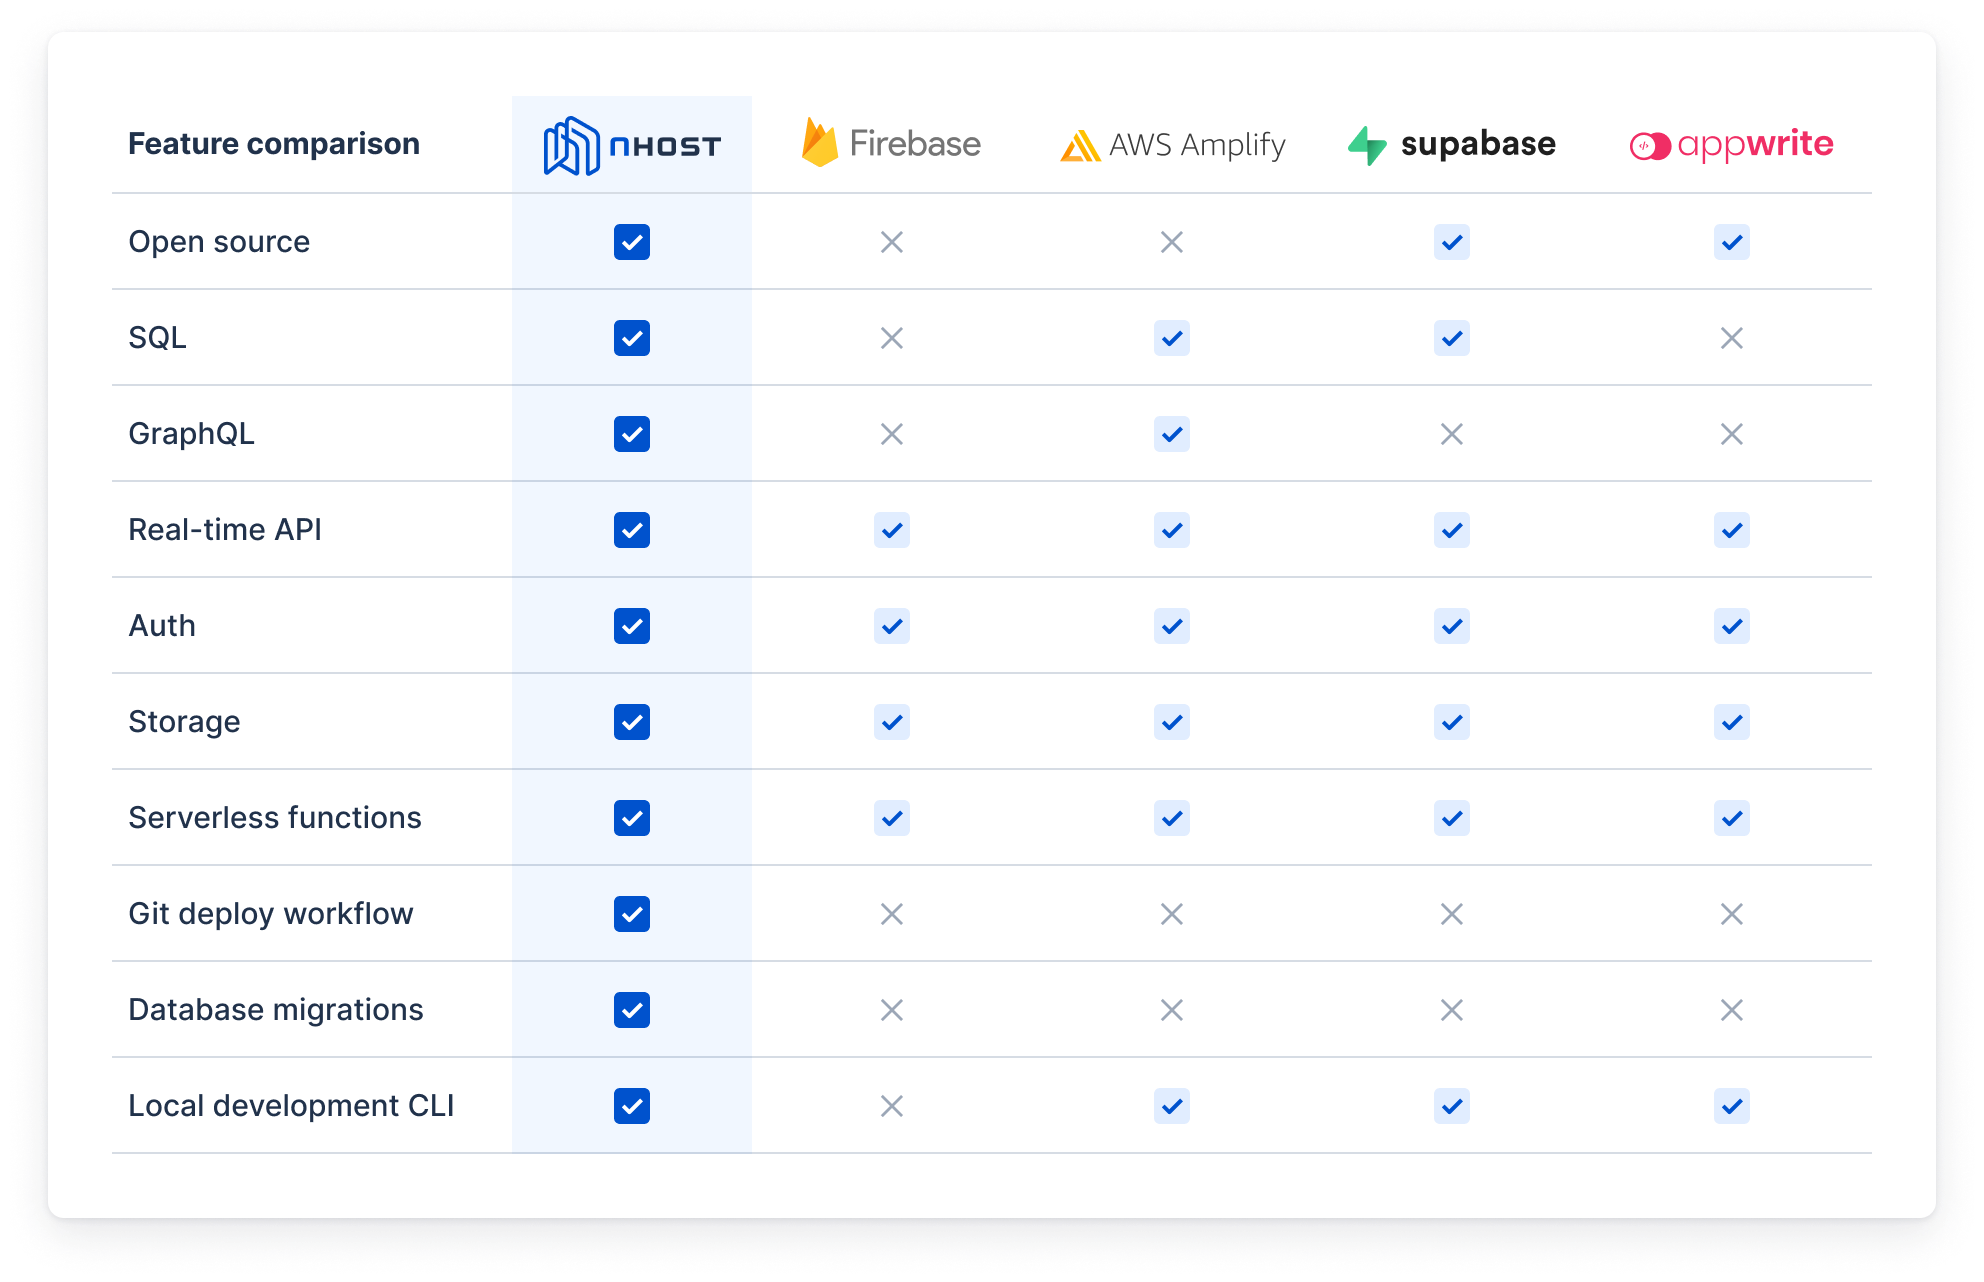 Feature comparison nHOST Firebase AWS Amplify supabase appwrite
Open source
SQL
GraphQL
Real-time API
Auth
Storage
Serverless functions
Git deploy workflow
Database migrations
Local development CLI